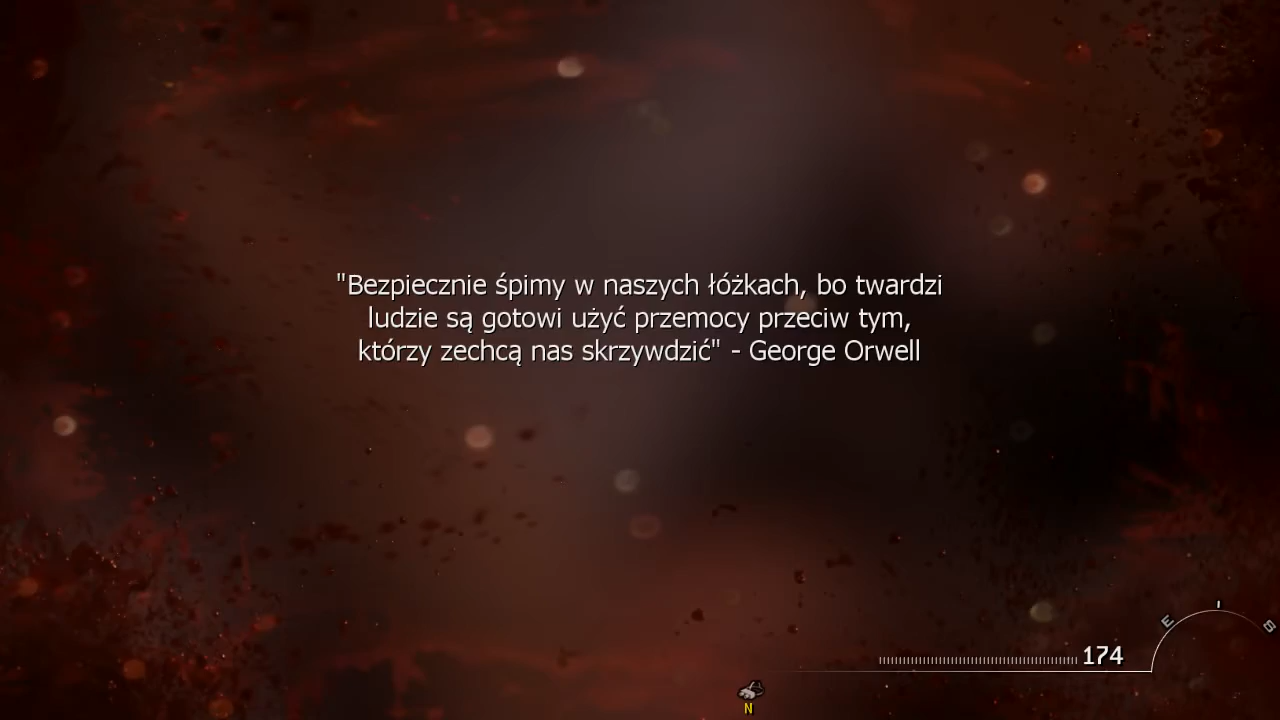 "Bezpiecznie śpimy w naszych łóżkach, bo twardzi
ludzie są gotowi użyć przemocy przeciw tym,
którzy zechcą nas skrzywdzić" - George Orwell
E
S
174
N